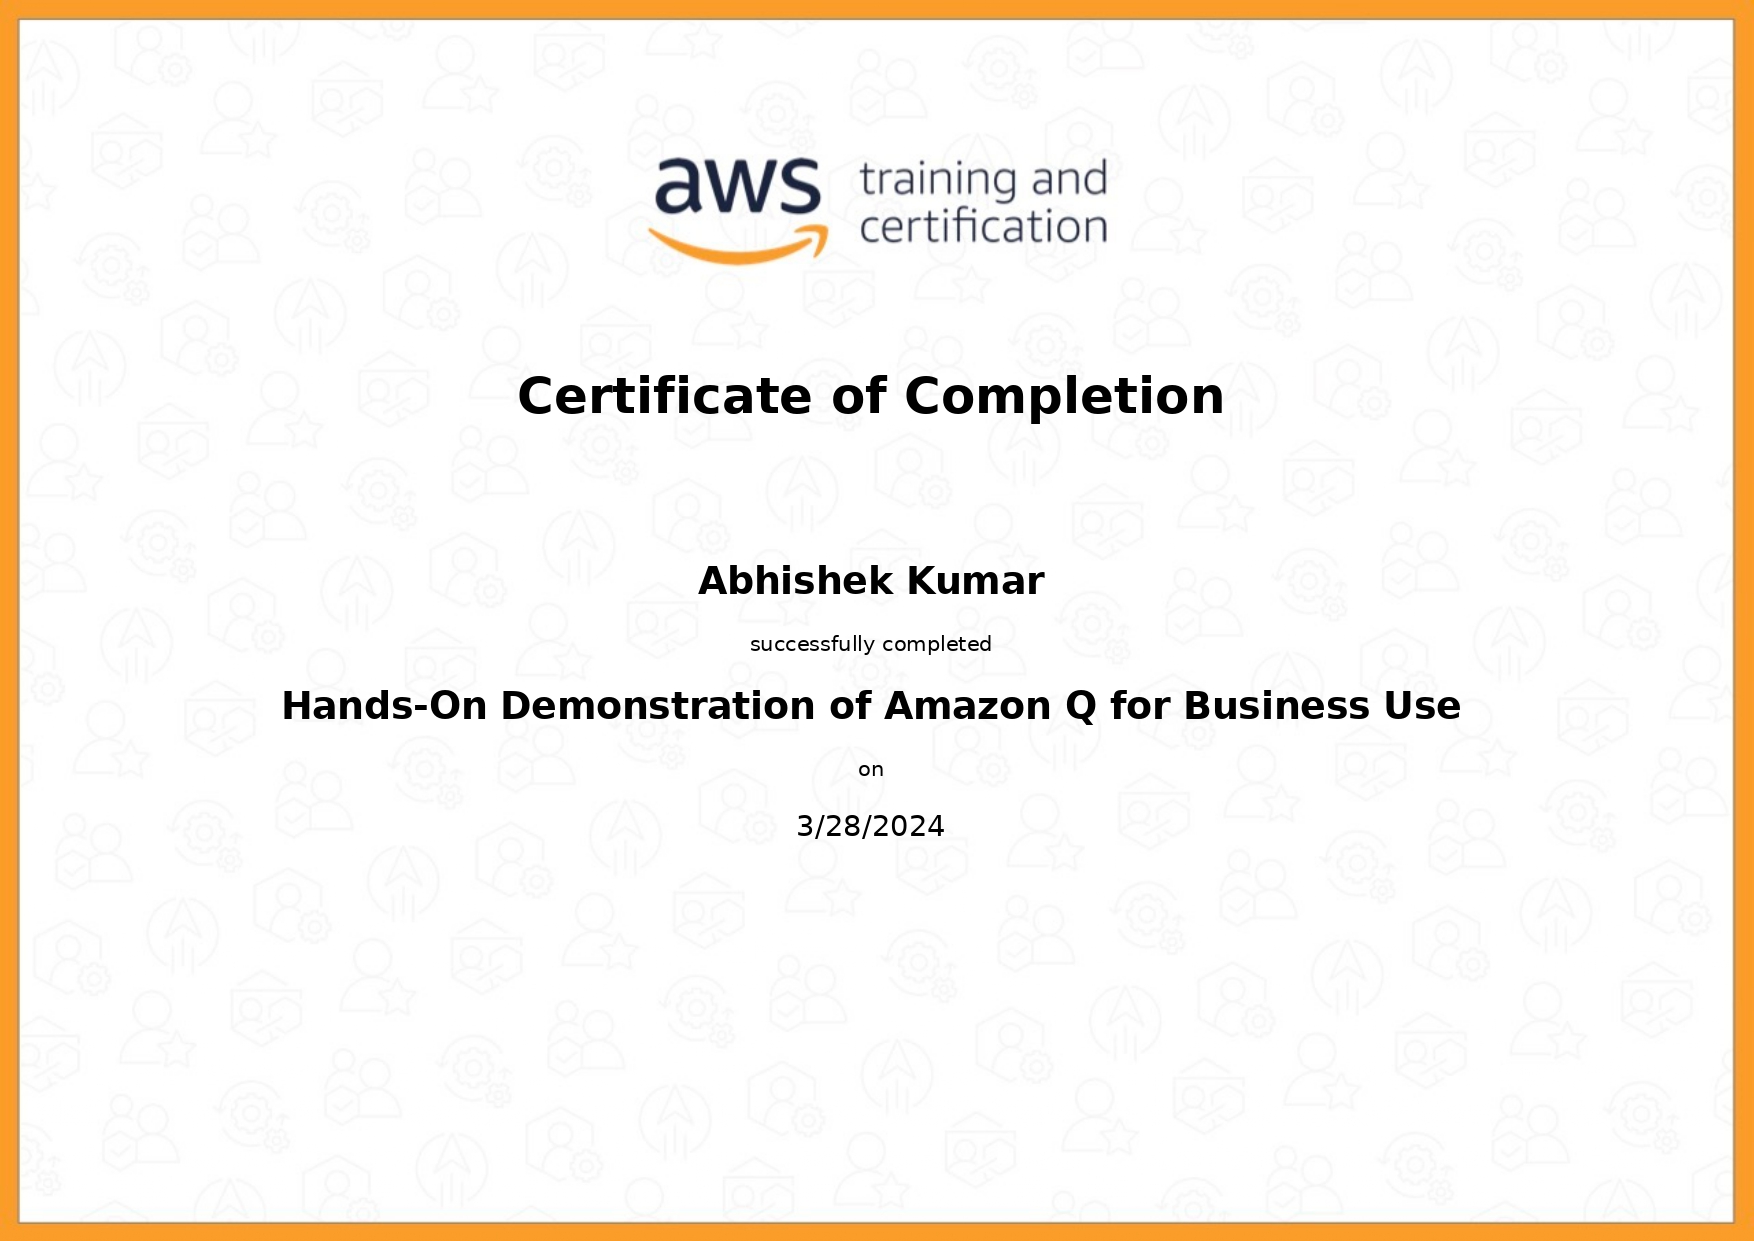 aws training and
certification
Certificate of Completion
Abhishek Kumar
successfully completed
Hands-On Demonstration of Amazon Q for Business Use
on
3/28/2024